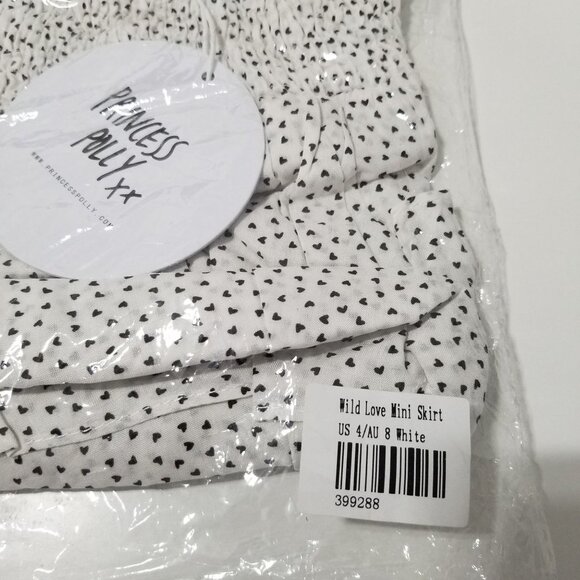 PRINCESS
POLLY xx
WWW.PRINCESSPOLLY.COM
Wild Love Mini Skirt
US 4/AU 8 White
399288